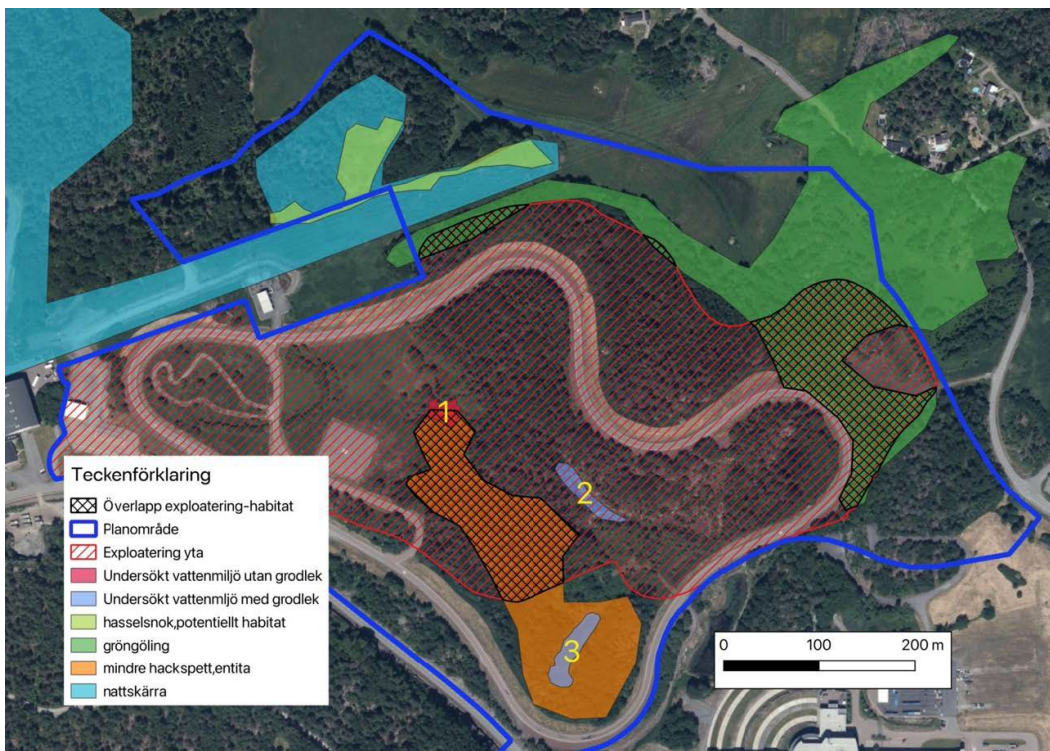 1
2
3
Teckenförklaring
Överlapp exploatering-habitat
Planområde
Exploatering yta
Undersökt vattenmiljö utan grodlek
Undersökt vattenmljö med grodlek
hasselsnok,potentiellt habitat
gröngöling
mindre hackspett,entita
nattskärra
0 100 200 m